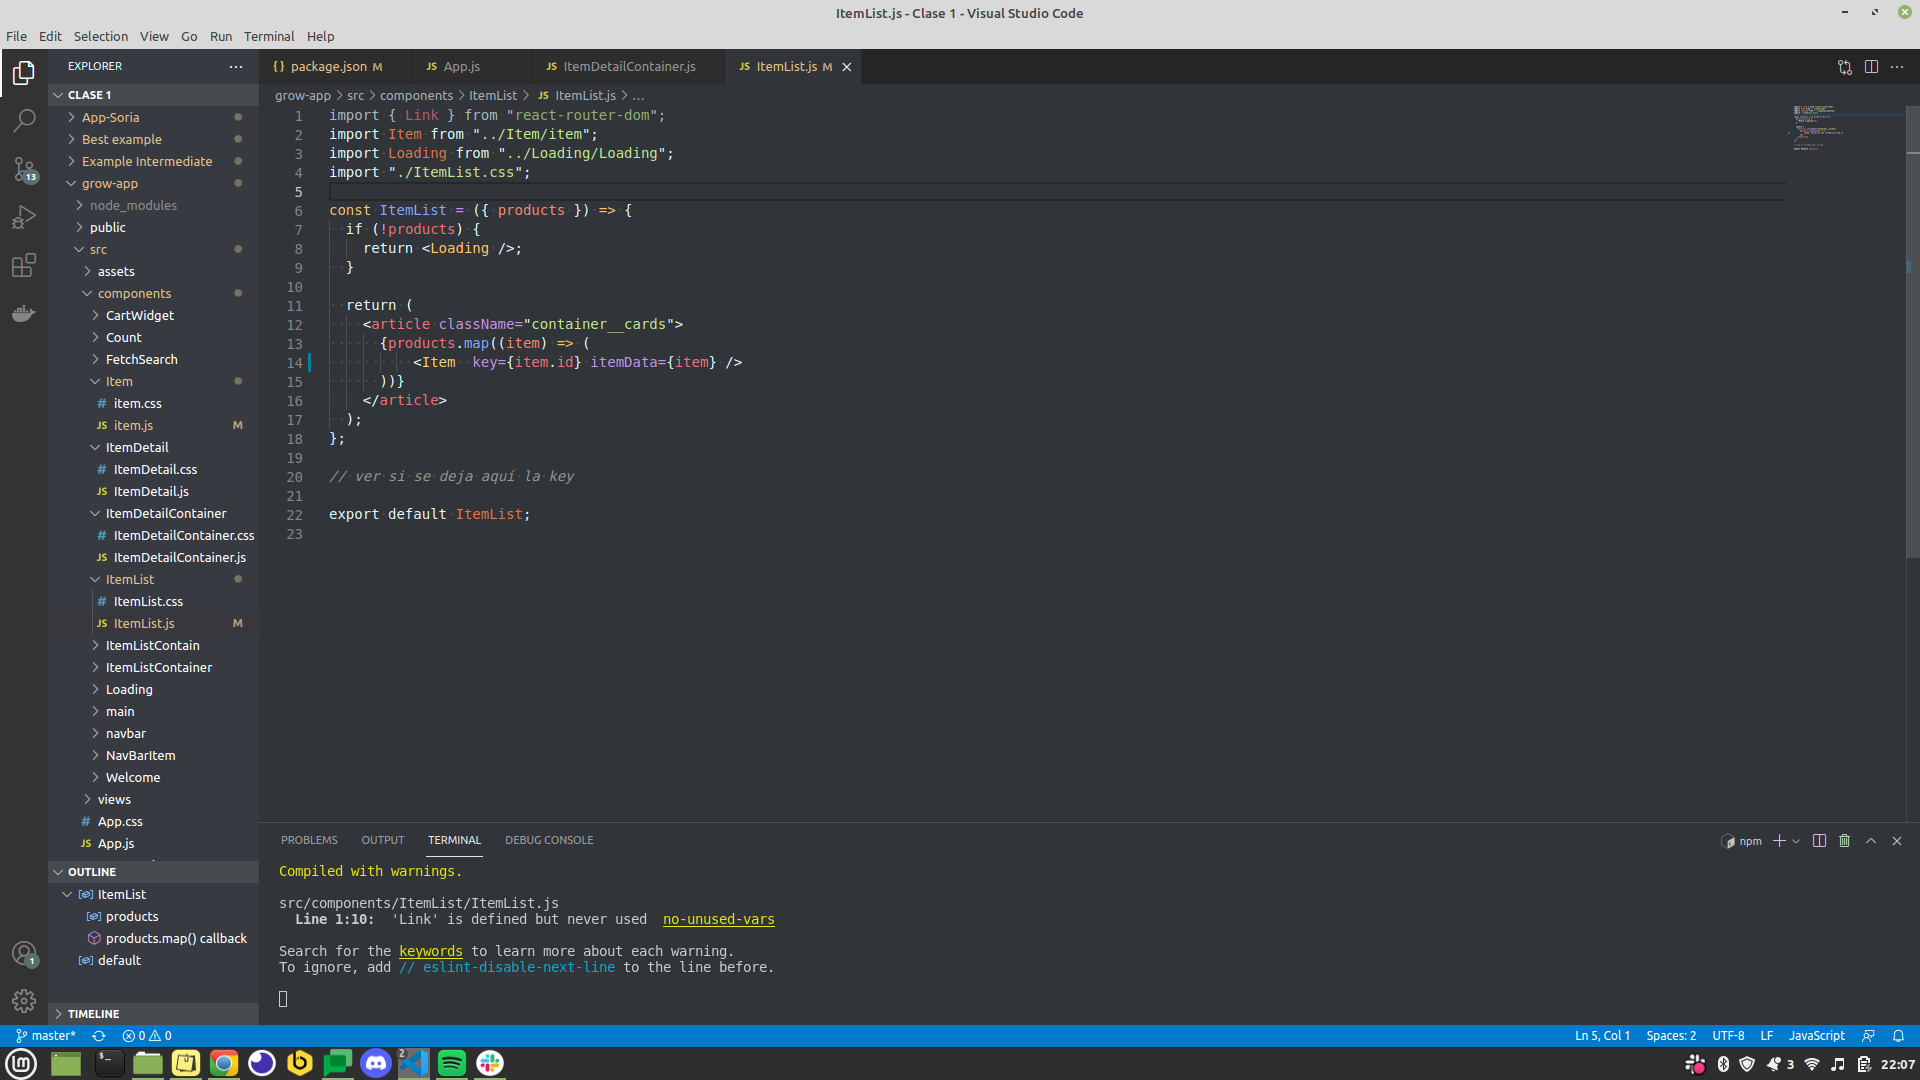 ItemList.js - Clase 1 - Visual Studio Code
File Edit Selection View Go Run Terminal Help
EXPLORER
CLASE 1
App-Soria
Best example
Example Intermediate
grow-app
node_modules
public
src
assets
components
CartWidget
Count
FetchSearch
Item
# item.css
JS item.js M
ItemDetail
# ItemDetail.css
JS ItemDetail.js
ItemDetailContainer
# ItemDetailContainer.css
JS ItemDetailContainer.js
ItemList
# ItemList.css
JS ItemList.js M
ItemListContain
ItemListContainer
Loading
main
navbar
NavBarItem
Welcome
views
# App.css
JS App.js
OUTLINE
ItemList
products
products.map() callback
default
TIMELINE
13
1
{} package.json M
JS App.js
JS ItemDetailContainer.js
JS ItemList.js M
grow-app > src > components > ItemList > JS ItemList.js > ...
1 import { Link } from "react-router-dom";
2 import Item from "../Item/item";
3 import Loading from "../Loading/Loading";
4 import "./ItemList.css";
5
6 const ItemList = ({ products }) => {
7 if (!products) {
8 return <Loading />;
9 }
10
11 return (
12 <article className="container__cards">
13 {products.map((item) => (
14 <Item key={item.id} itemData={item} />
15 ))}
16 </article>
17 );
18 };
19
20 // ver si se deja aquí la key
21
22 export default ItemList;
23
PROBLEMS OUTPUT TERMINAL DEBUG CONSOLE
npm
Compiled with warnings.
src/components/ItemList/ItemList.js
Line 1:10: 'Link' is defined but never used no-unused-vars
Search for the keywords to learn more about each warning.
To ignore, add // eslint-disable-next-line to the line before.
master* 0 0
Ln 5, Col 1 Spaces: 2 UTF-8 LF JavaScript
2
3 22:07